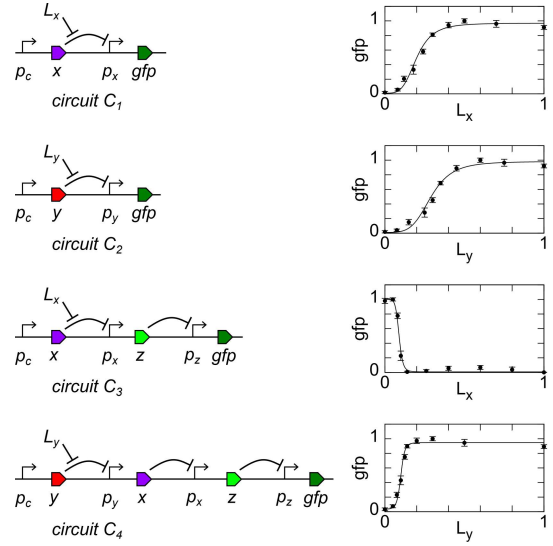 Lx
pc x px gfp
circuit C1
gfp
1
0
0 1
Lx
Ly
pc y py gfp
circuit C2
gfp
1
0
0 1
Ly
Lx
pc x px z pz gfp
circuit C3
gfp
1
0
0 1
Lx
Ly
pc y py x px z pz gfp
circuit C4
gfp
1
0
0 1
Ly